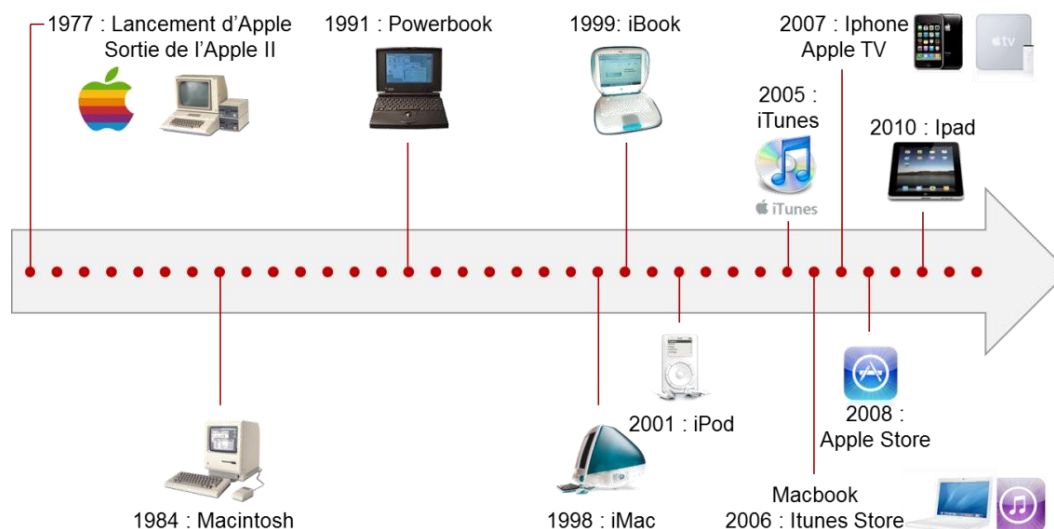 1977 : Lancement d'Apple
Sortie de l'Apple II
1991 : Powerbook
1999: iBook
2007 : Iphone
Apple TV
tv
2005 :
iTunes
iTunes
2010 : Ipad
2001 : iPod
2008 :
Apple Store
1984 : Macintosh
1998 : iMac
Macbook
2006 : Itunes Store